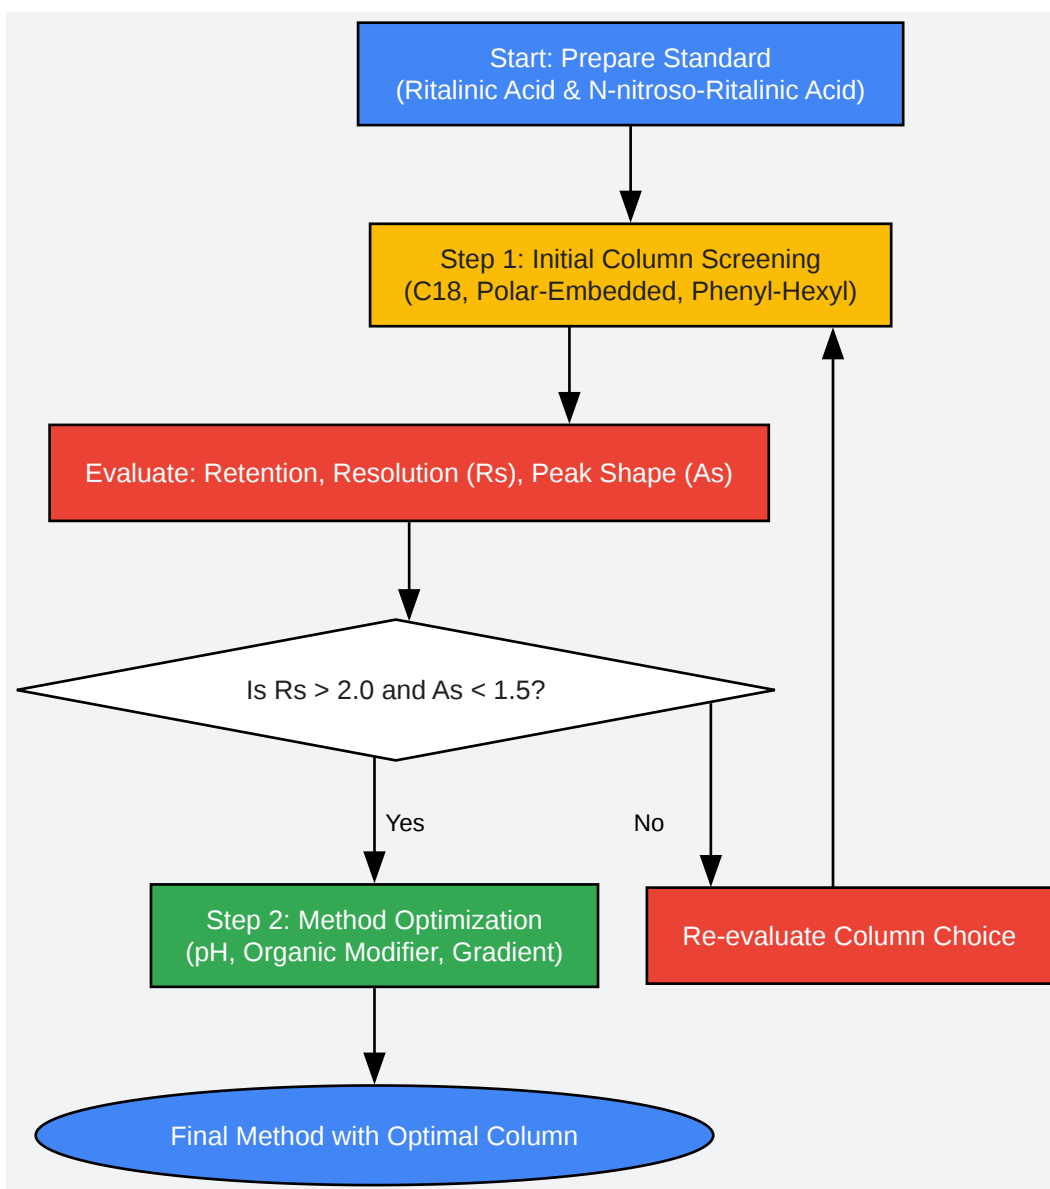 Start: Prepare Standard
(Ritalinic Acid & N-nitroso-Ritalinic Acid)
Step 1: Initial Column Screening
(C18, Polar-Embedded, Phenyl-Hexyl)
Evaluate: Retention, Resolution (Rs), Peak Shape (As)
Is Rs > 2.0 and As < 1.5?
Yes
No
Step 2: Method Optimization
(pH, Organic Modifier, Gradient)
Re-evaluate Column Choice
Final Method with Optimal Column